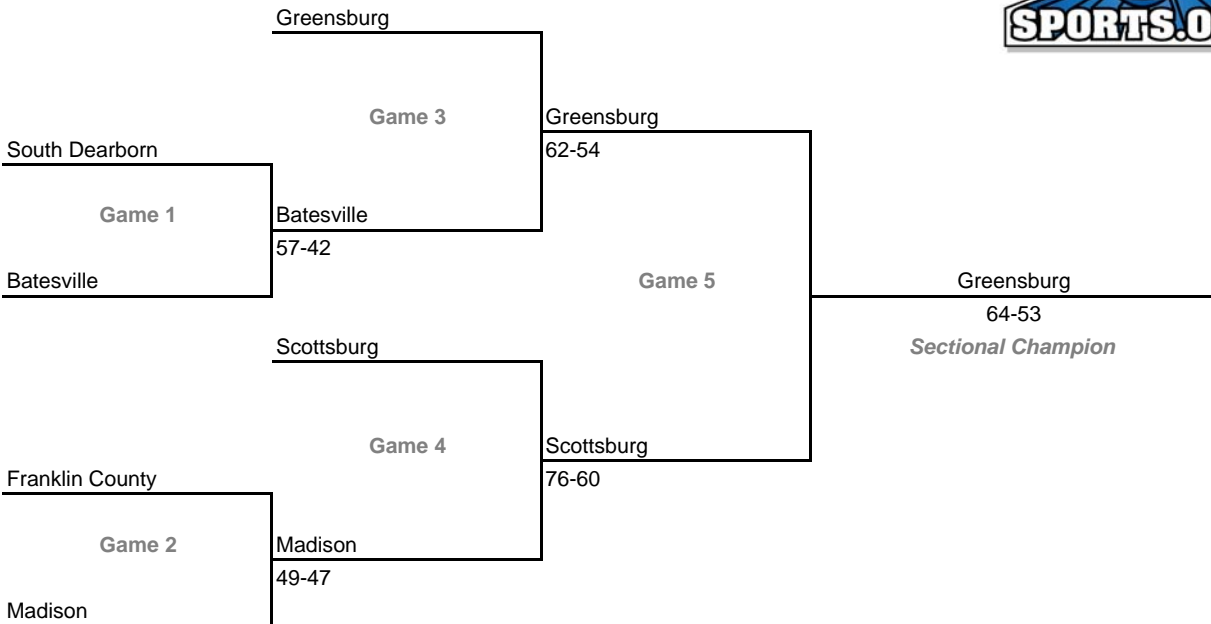 Greensburg
SPORTS.O
Game 3
Greensburg
South Dearborn
62-54
Game 1
Batesville
57-42
Batesville
Game 5
Greensburg
64-53
Scottsburg
Sectional Champion
Game 4
Scottsburg
Franklin County
76-60
Game 2
Madison
49-47
Madison